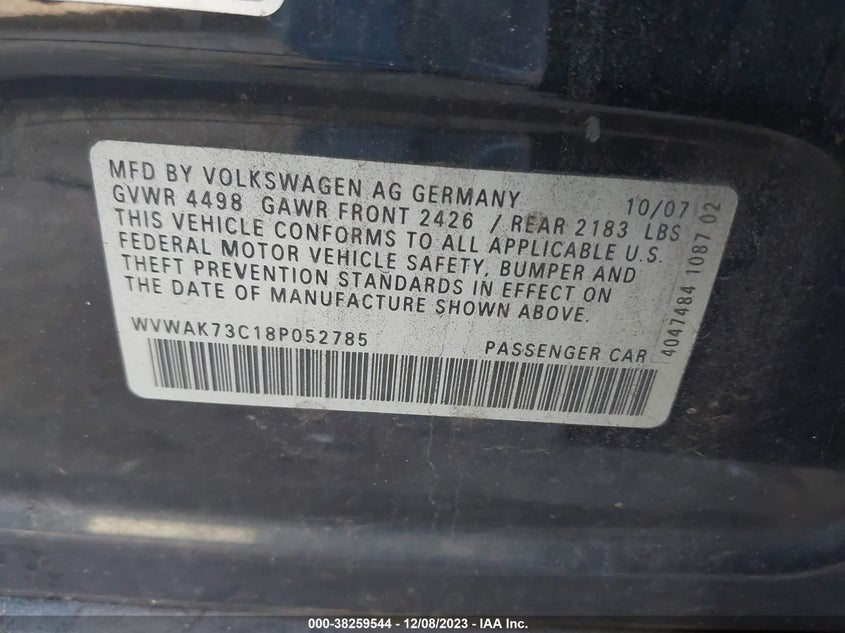 MFD BY VOLKSWAGEN AG GERMANY 10/07
GVWR 4498 GAWR FRONT 2426 / REAR 2183 LBS
THIS VEHICLE CONFORMS TO ALL APPLICABLE U.S.
FEDERAL MOTOR VEHICLE SAFETY, BUMPER AND
THEFT PREVENTION STANDARDS IN EFFECT ON
THE DATE OF MANUFACTURE SHOWN ABOVE.
WVWAK73C18P052785 PASSENGER CAR
4047484 1087 02
000-38259544 - 12/08/2023 - IAA Inc.